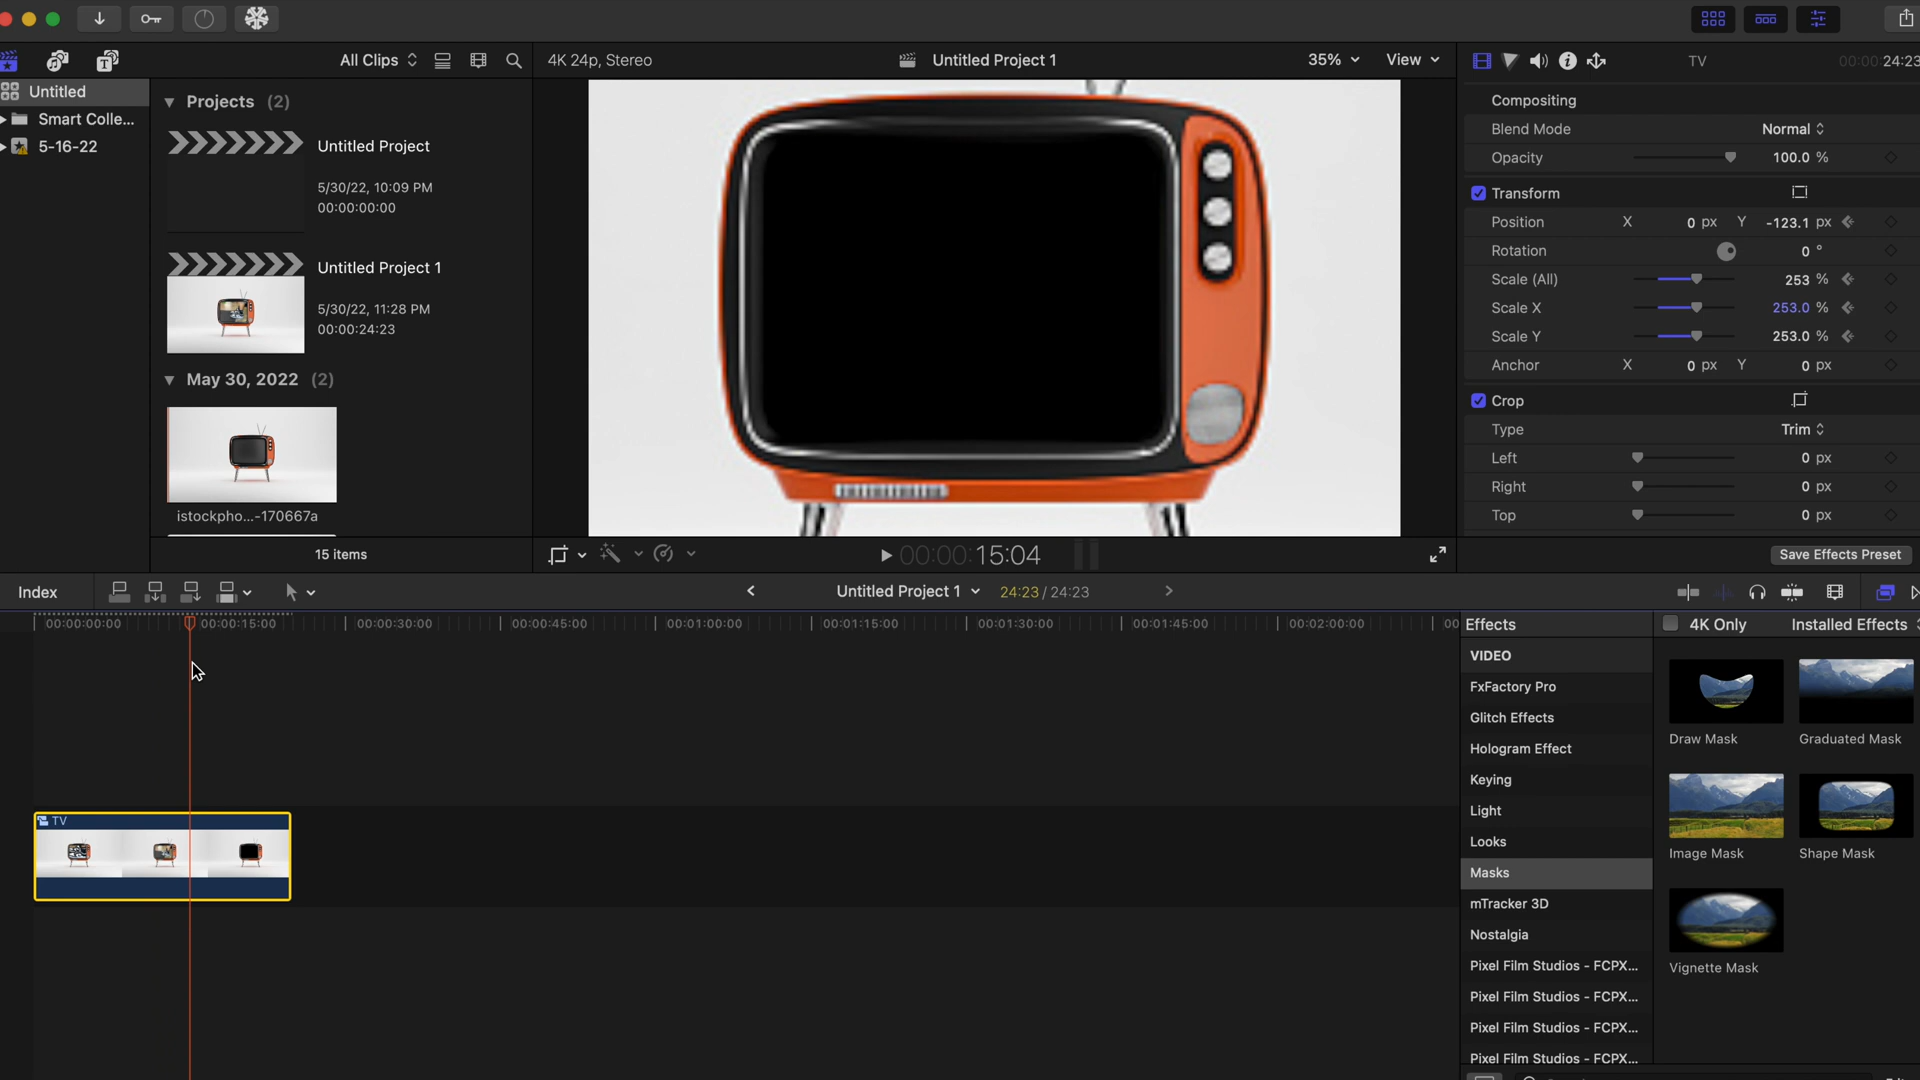 All Clips
4K 24p, Stereo
Untitled Project 1
35%
View
TV
00:00:24:23
Untitled
Smart Colle...
5-16-22
Projects (2)
Untitled Project
5/30/22, 10:09 PM
00:00:00:00
Untitled Project 1
5/30/22, 11:28 PM
00:00:24:23
May 30, 2022 (2)
istockpho...-170667a
15 items
00:00:15:04
Compositing
Blend Mode Normal
Opacity 100.0 %
Transform
Position X 0 px Y -123.1 px
Rotation 0 °
Scale (All) 253 %
Scale X 253.0 %
Scale Y 253.0 %
Anchor X 0 px Y 0 px
Crop
Type Trim
Left 0 px
Right 0 px
Top 0 px
Save Effects Preset
Index
Untitled Project 1
24:23 / 24:23
00:00:00:00
00:00:15:00
00:00:30:00
00:00:45:00
00:01:00:00
00:01:15:00
00:01:30:00
00:01:45:00
00:02:00:00
00
TV
Effects
4K Only
Installed Effects
VIDEO
FxFactory Pro
Glitch Effects
Hologram Effect
Keying
Light
Looks
Masks
mTracker 3D
Nostalgia
Pixel Film Studios - FCPX...
Pixel Film Studios - FCPX...
Pixel Film Studios - FCPX...
Pixel Film Studios - FCPX...
Draw Mask
Graduated Mask
Image Mask
Shape Mask
Vignette Mask